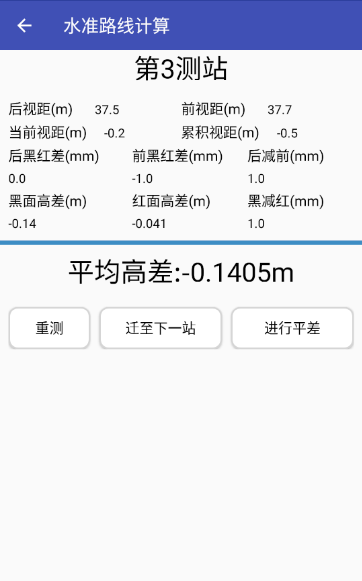 水准路线计算
第3测站
后视距(m) 37.5 前视距(m) 37.7
当前视距(m) -0.2 累积视距(m) -0.5
后黑红差(mm) 前黑红差(mm) 后减前(mm)
0.0 -1.0 1.0
黑面高差(m) 红面高差(m) 黑减红(mm)
-0.14 -0.041 1.0
平均高差:-0.1405m
重测 迁至下一站 进行平差